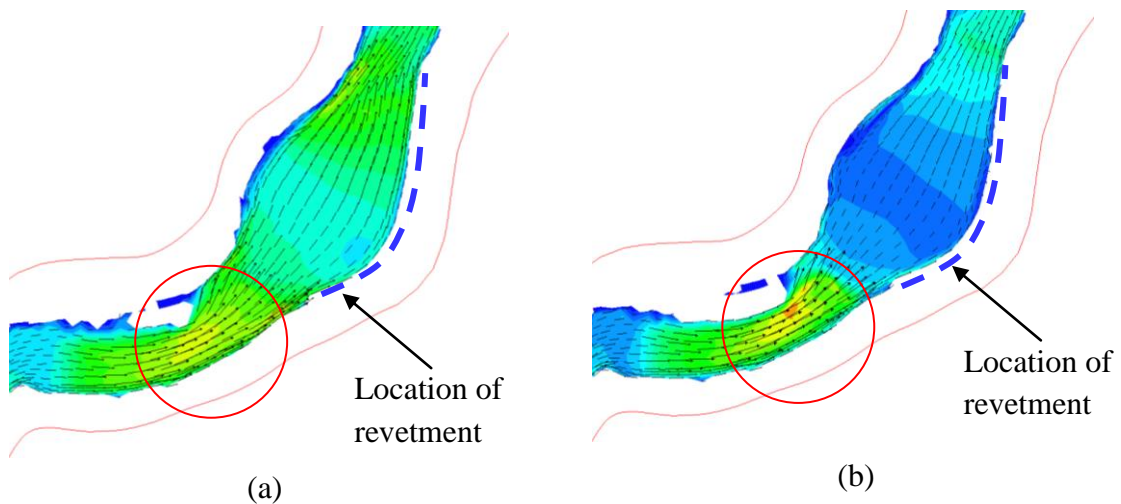 Location of
revetment
(a)
Location of
revetment
(b)